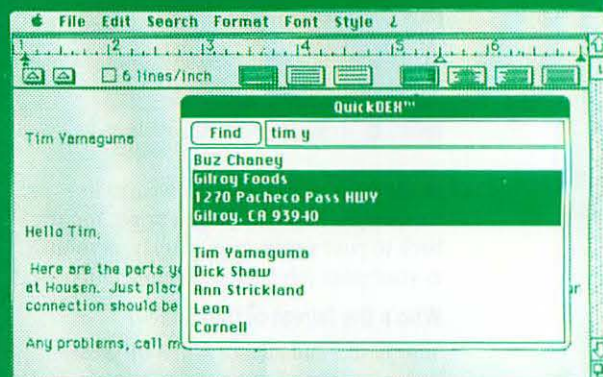 File Edit Search Format Font Style ¿
1 2 3 4 5 6
6 lines/inch
QuickDEX™
Find tim y
Tim Yamaguma
Buz Chaney
Gilroy Foods
1270 Pacheco Pass HWY
Gilroy, CA 93940
Hello Tim,
Tim Yamaguma
Dick Shaw
Here are the parts
at Housen. Just place
Ann Strickland
connection should be
Leon
Cornell
Any problems, call